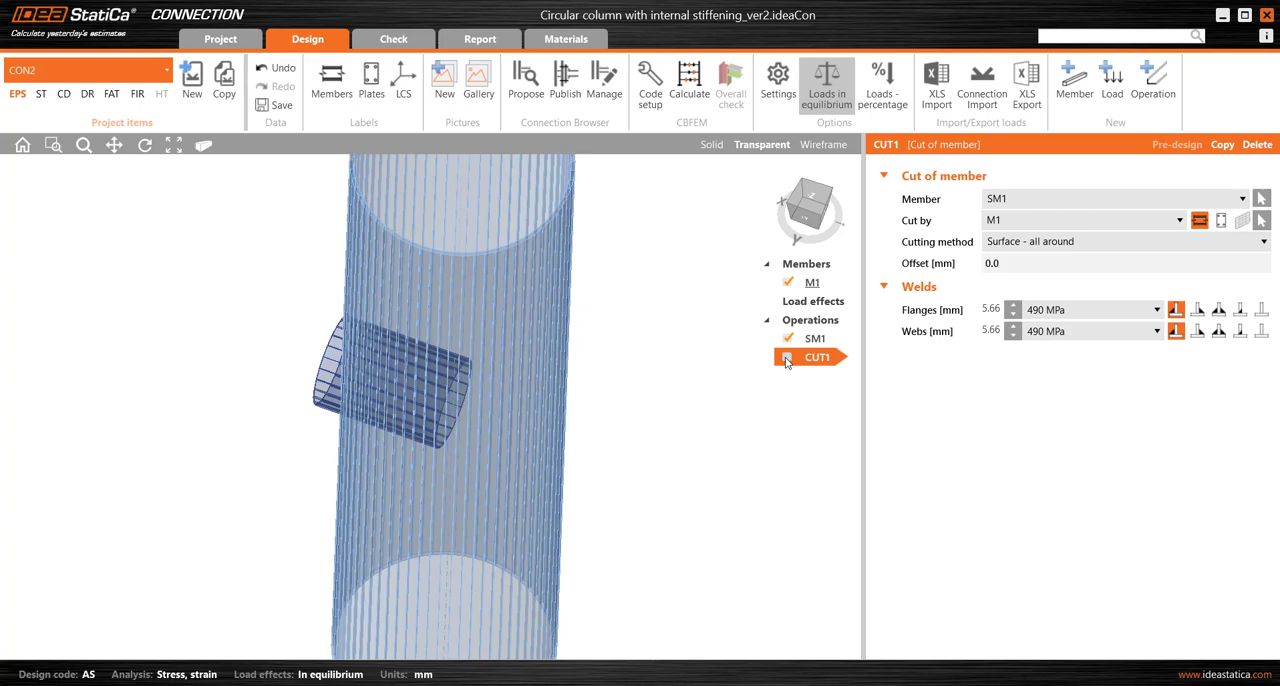 IDEA StatiCa® CONNECTION
Calculate yesterday's estimates
Circular column with internal stiffening_ver2.ideaCon
Project Design Check Report Materials
CON2
EPS ST CD DR FAT FIR HT
New Copy
Project items
Undo
Redo
Save
Data
Members Plates LCS
Labels
New Gallery
Pictures
Propose Publish Manage
Connection Browser
Code setup Calculate Overall check
CBFEM
Settings Loads in equilibrium Loads - percentage
Options
XLS Import Connection Import XLS Export
Import/Export loads
Member Load Operation
New
Solid Transparent Wireframe
Members
M1
Load effects
Operations
SM1
CUT1
CUT1 [Cut of member] Pre-design Copy Delete
Cut of member
Member SM1
Cut by M1
Cutting method Surface - all around
Offset [mm] 0.0
Welds
Flanges [mm] 5.66 490 MPa
Webs [mm] 5.66 490 MPa
Design code: AS Analysis: Stress, strain Load effects: In equilibrium Units: mm
www.ideastatica.com